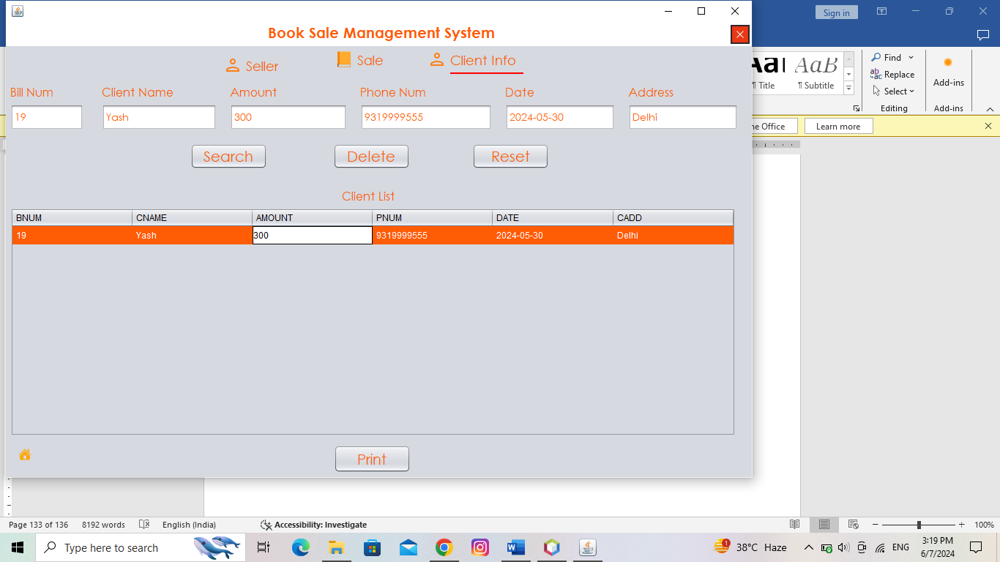 Sign in
Book Sale Management System
Seller
Sale
Client Info
Bill Num Client Name Amount Phone Num Date Address
19 Yash 300 9319999555 2024-05-30 Delhi
Search Delete Reset
Client List
BNUM CNAME AMOUNT PNUM DATE CADD
19 Yash 300 9319999555 2024-05-30 Delhi
Print
AaBb
¶ Title ¶ Subtitle
Find
Replace
Select
Editing
Add-ins
Add-ins
Office
Learn more
Page 133 of 136 8192 words English (India) Accessibility: Investigate 100%
Type here to search
1
38°C Haze
ENG
3:19 PM
6/7/2024